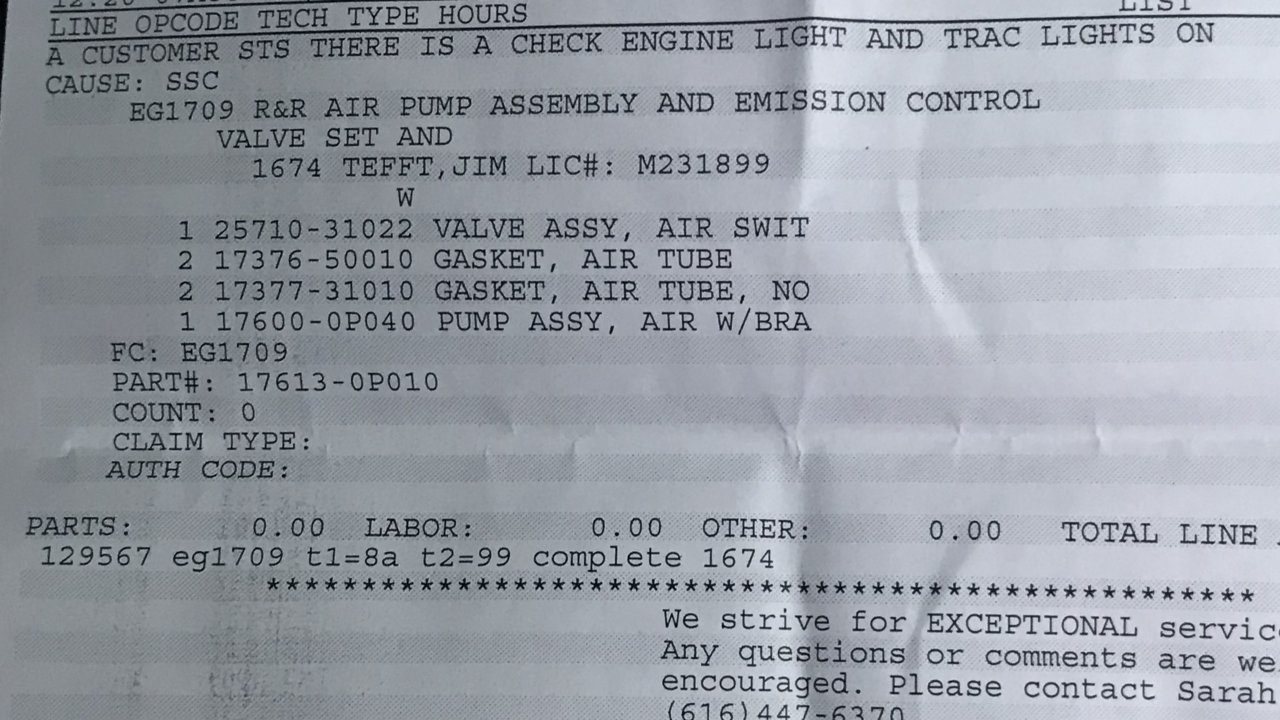 LIST
LINE OPCODE TECH TYPE HOURS
A CUSTOMER STS THERE IS A CHECK ENGINE LIGHT AND TRAC LIGHTS ON
CAUSE: SSC
EG1709 R&R AIR PUMP ASSEMBLY AND EMISSION CONTROL
VALVE SET AND
1674 TEFFT,JIM LIC#: M231899
W
1 25710-31022 VALVE ASSY, AIR SWIT
2 17376-50010 GASKET, AIR TUBE
2 17377-31010 GASKET, AIR TUBE, NO
1 17600-0P040 PUMP ASSY, AIR W/BRA
FC: EG1709
PART#: 17613-0P010
COUNT: 0
CLAIM TYPE:
AUTH CODE:
PARTS: 0.00 LABOR: 0.00 OTHER: 0.00 TOTAL LINE
129567 eg1709 t1=8a t2=99 complete 1674
******************************************************
We strive for EXCEPTIONAL servic
Any questions or comments are we
encouraged. Please contact Sarah
(616)447-6370